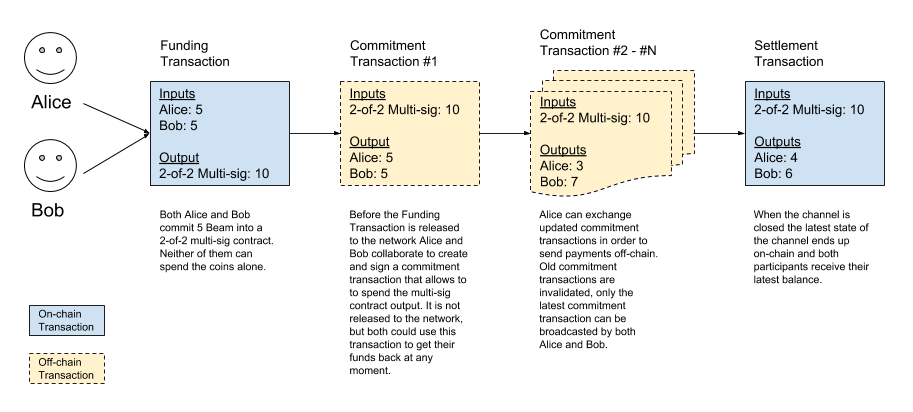 Alice
Bob
Funding
Transaction
Inputs
Alice: 5
Bob: 5
Output
2-of-2 Multi-sig: 10
Both Alice and Bob
commit 5 Beam into a
2-of-2 multi-sig contract.
Neither of them can
spend the coins alone.
Commitment
Transaction #1
Inputs
2-of-2 Multi-sig: 10
Output
Alice: 5
Bob: 5
Before the Funding
Transaction is released
to the network Alice and
Bob collaborate to create
and sign a commitment
transaction that allows to
to spend the multi-sig
contract output. It is not
released to the network,
but both could use this
transaction to get their
funds back at any
moment.
Commitment
Transaction #2 - #N
Inputs
2-of-2 Multi-sig: 10
Outputs
Alice: 3
Bob: 7
Alice can exchange
updated commitment
transactions in order to
send payments off-chain.
Old commitment
transactions are
invalidated, only the
latest commitment
transaction can be
broadcasted by both
Alice and Bob.
Settlement
Transaction
Inputs
2-of-2 Multi-sig: 10
Outputs
Alice: 4
Bob: 6
When the channel is
closed the latest state of
the channel ends up
on-chain and both
participants receive their
latest balance.
On-chain
Transaction
Off-chain
Transaction